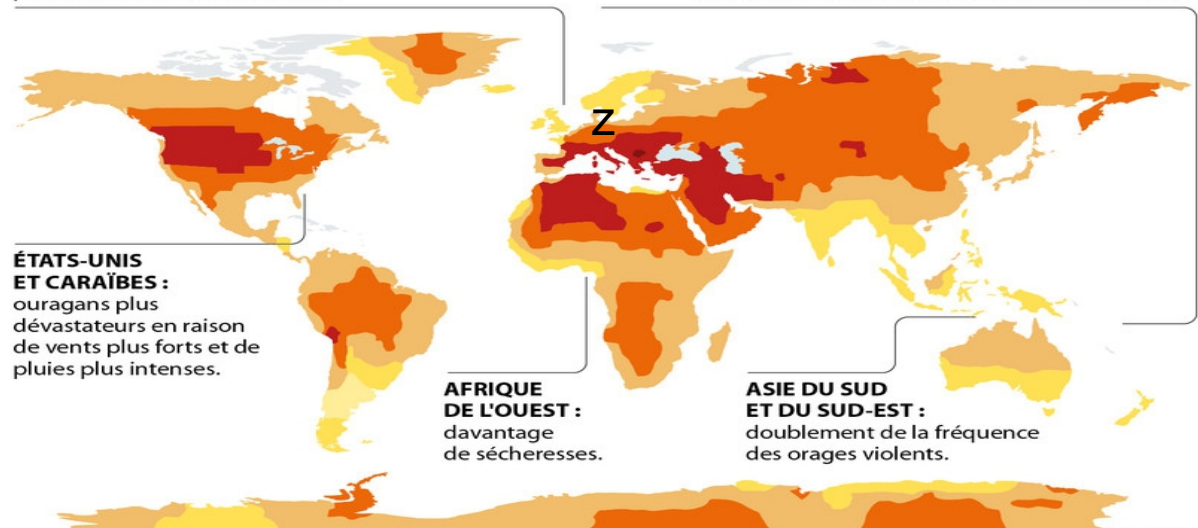 Z
ÉTATS-UNIS
ET CARAÏBES :
ouragans plus
dévastateurs en raison
de vents plus forts et de
pluies plus intenses.
AFRIQUE
DE L'OUEST :
davantage
de sécheresses.
ASIE DU SUD
ET DU SUD-EST :
doublement de la fréquence
des orages violents.